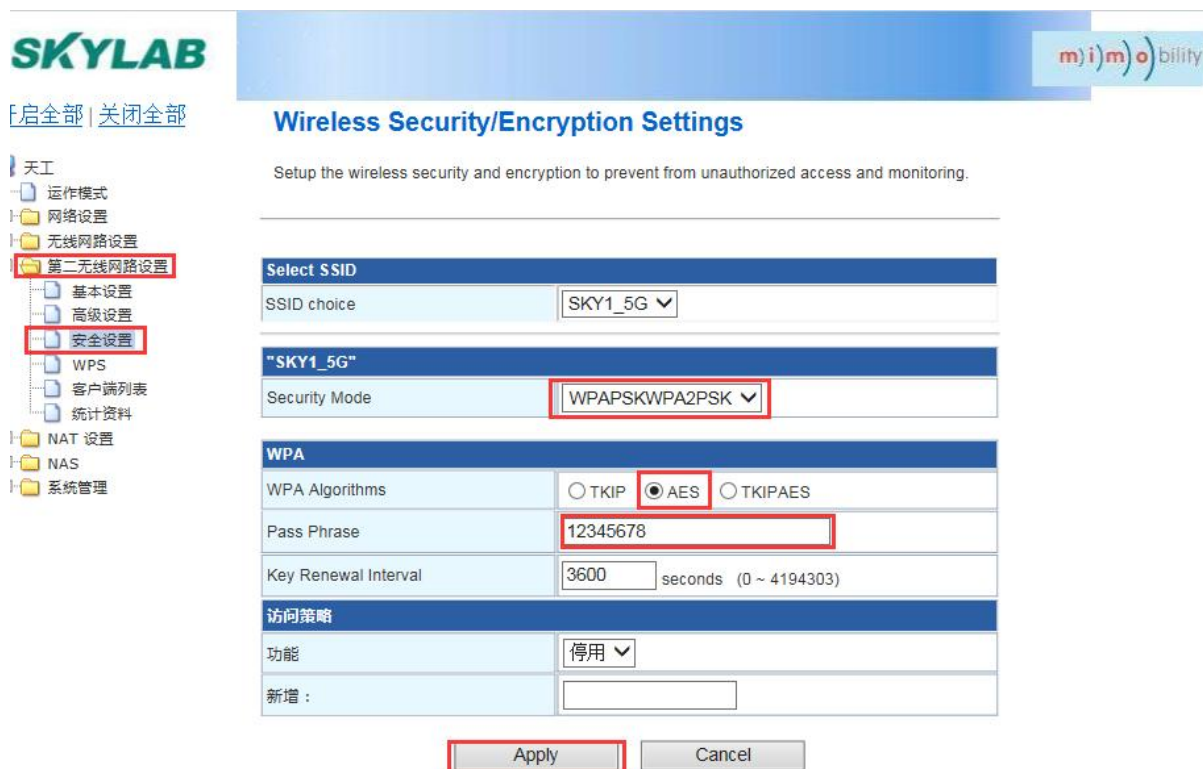 SKYLAB
m)i)m)o)bility
开启全部 | 关闭全部
Wireless Security/Encryption Settings
天工
Setup the wireless security and encryption to prevent from unauthorized access and monitoring.
运作模式
网络设置
无线网路设置
第二无线网路设置
基本设置
高级设置
安全设置
WPS
客户端列表
统计资料
NAT 设置
NAS
系统管理
Select SSID
SSID choice SKY1_5G
"SKY1_5G"
Security Mode WPAPSKWPA2PSK
WPA
WPA Algorithms TKIP AES TKIPAES
Pass Phrase 12345678
Key Renewal Interval 3600 seconds (0 ~ 4194303)
访问策略
功能 停用
新增：
Apply Cancel